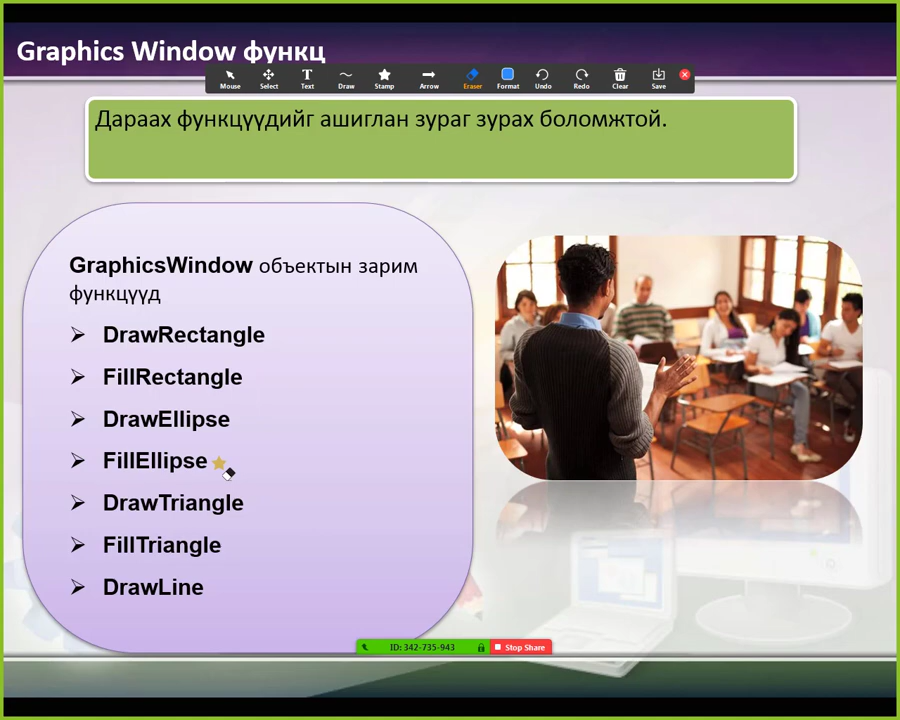 Graphics Window функц
Mouse Select Text Draw Stamp Arrow Eraser Format Undo Redo Clear Save
Дараах функцүүдийг ашиглан зураг зурах боломжтой.
GraphicsWindow объектын зарим
функцүүд
DrawRectangle
FillRectangle
DrawEllipse
FillEllipse
DrawTriangle
FillTriangle
DrawLine
ID: 342-735-943 Stop Share